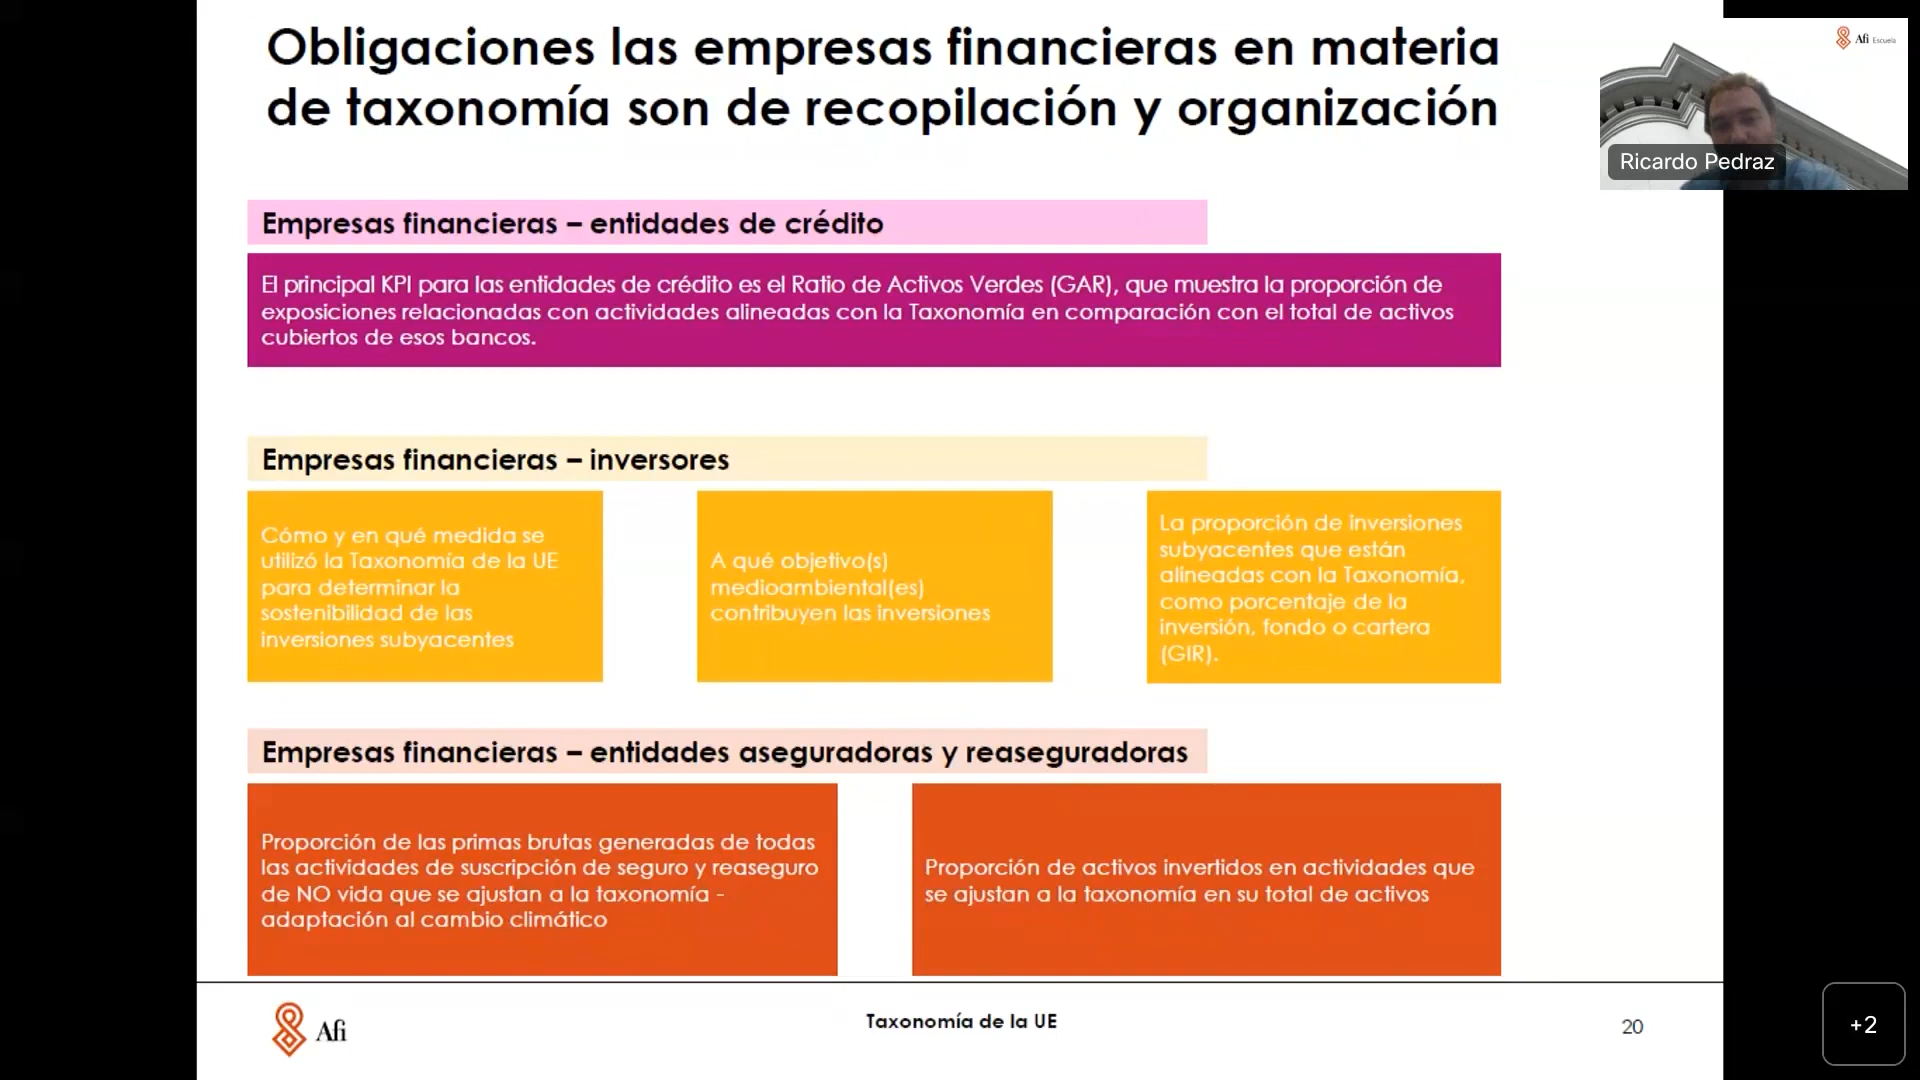 Obligaciones las empresas financieras en materia
de taxonomía son de recopilación y organización
Afi Escuela
Ricardo Pedraz
Empresas financieras – entidades de crédito
El principal KPI para las entidades de crédito es el Ratio de Activos Verdes (GAR), que muestra la proporción de
exposiciones relacionadas con actividades alineadas con la Taxonomía en comparación con el total de activos
cubiertos de esos bancos.
Empresas financieras – inversores
Cómo y en qué medida se
utilizó la Taxonomía de la UE
para determinar la
sostenibilidad de las
inversiones subyacentes
A qué objetivo(s)
medioambiental(es)
contribuyen las inversiones
La proporción de inversiones
subyacentes que están
alineadas con la Taxonomía,
como porcentaje de la
inversión, fondo o cartera
(GIR).
Empresas financieras – entidades aseguradoras y reaseguradoras
Proporción de las primas brutas generadas de todas
las actividades de suscripción de seguro y reaseguro
de NO vida que se ajustan a la taxonomía -
adaptación al cambio climático
Proporción de activos invertidos en actividades que
se ajustan a la taxonomía en su total de activos
Afi
Taxonomía de la UE
20
+2